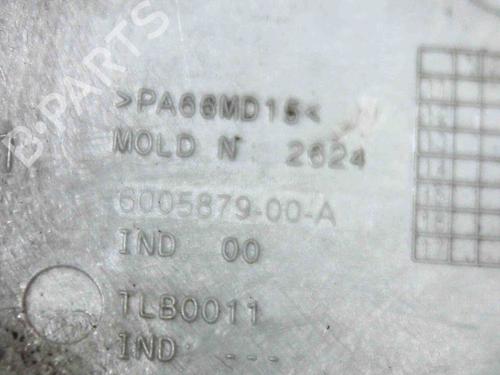 B-PARTS
>PA66MD15<
MOLD N 2624
6005879-00-A
IND 00
TLB0011
IND ---